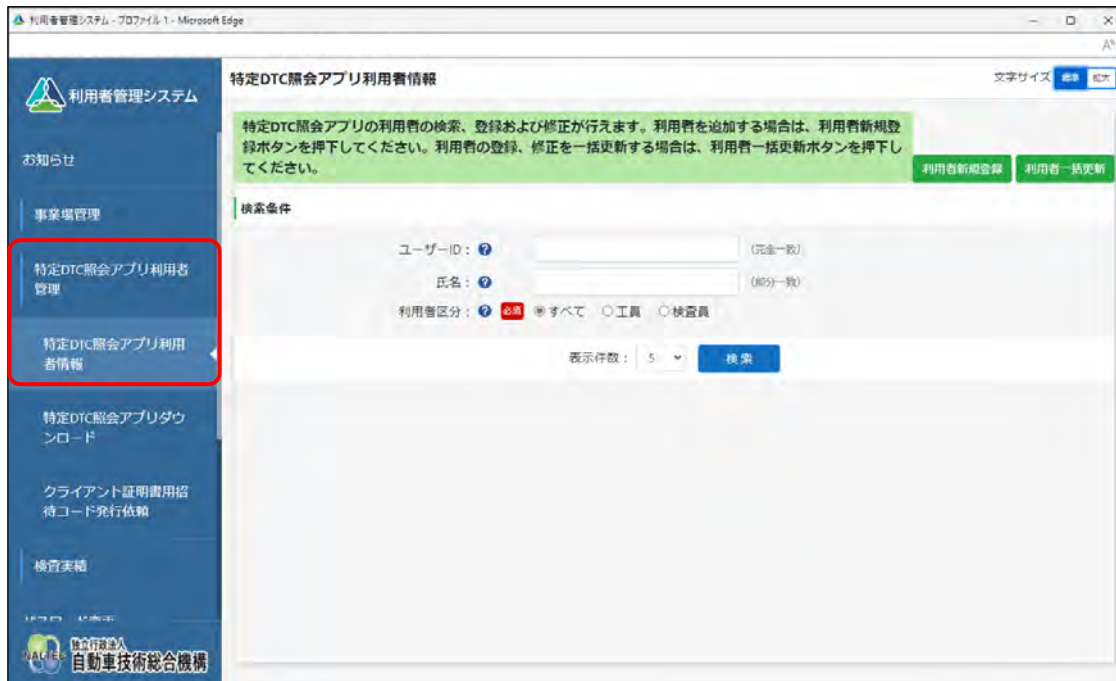 利用者管理システム - プロファイル 1 - Microsoft Edge
利用者管理システム
お知らせ
事業場管理
特定DTC照会アプリ利用者
管理
特定DTC照会アプリ利用
者情報
特定DTC照会アプリダウ
ンロード
クライアント証明書用招
待コード発行依頼
検査実績
独立行政法人
自動車技術総合機構
特定DTC照会アプリ利用者情報
文字サイズ 標準 拡大
特定DTC照会アプリの利用者の検索、登録および修正が行えます。利用者を追加する場合は、利用者新規登
録ボタンを押下してください。利用者の登録、修正を一括更新する場合は、利用者一括更新ボタンを押下し
てください。
利用者新規登録 利用者一括更新
検索条件
ユーザーID: (完全一致)
氏名: (部分一致)
利用者区分: 必須 すべて 工員 検査員
表示件数: 5 検索